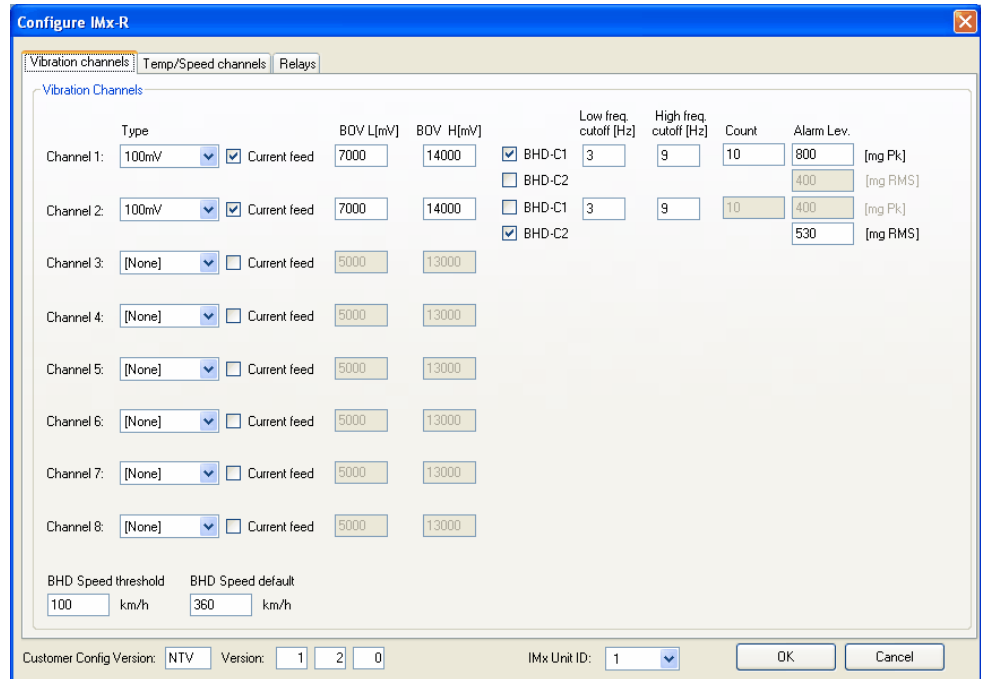 Configure IMx-R
Vibration channels Temp/Speed channels Relays
Vibration Channels
Low freq. High freq.
Type BOV L[mV] BOV H[mV] cutoff [Hz] cutoff [Hz] Count Alarm Lev.
Channel 1: 100mV Current feed 7000 14000 BHD-C1 3 9 10 800 [mg Pk]
BHD-C2 400 [mg RMS]
Channel 2: 100mV Current feed 7000 14000 BHD-C1 3 9 10 400 [mg Pk]
BHD-C2 530 [mg RMS]
Channel 3: [None] Current feed 5000 13000
Channel 4: [None] Current feed 5000 13000
Channel 5: [None] Current feed 5000 13000
Channel 6: [None] Current feed 5000 13000
Channel 7: [None] Current feed 5000 13000
Channel 8: [None] Current feed 5000 13000
BHD Speed threshold BHD Speed default
100 km/h 360 km/h
Customer Config Version: NTV Version: 1 2 0 IMx Unit ID: 1 OK Cancel